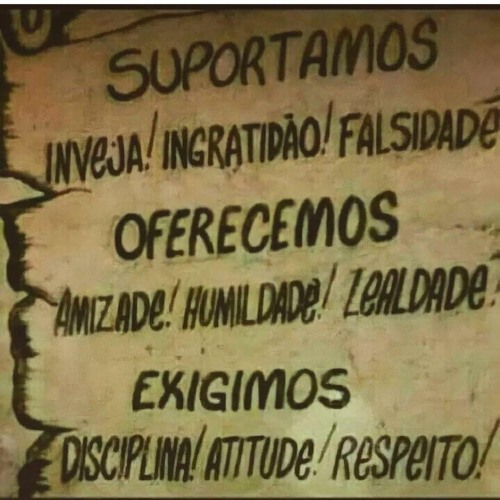 SUPORTAMOS
INVEJA! INGRATIDÃO! FALSIDADE
OFERECEMOS
AMIZADE! HUMILDADE! LEALDADE
EXIGIMOS
DISCIPLINA! ATITUDE! RESPEITO!